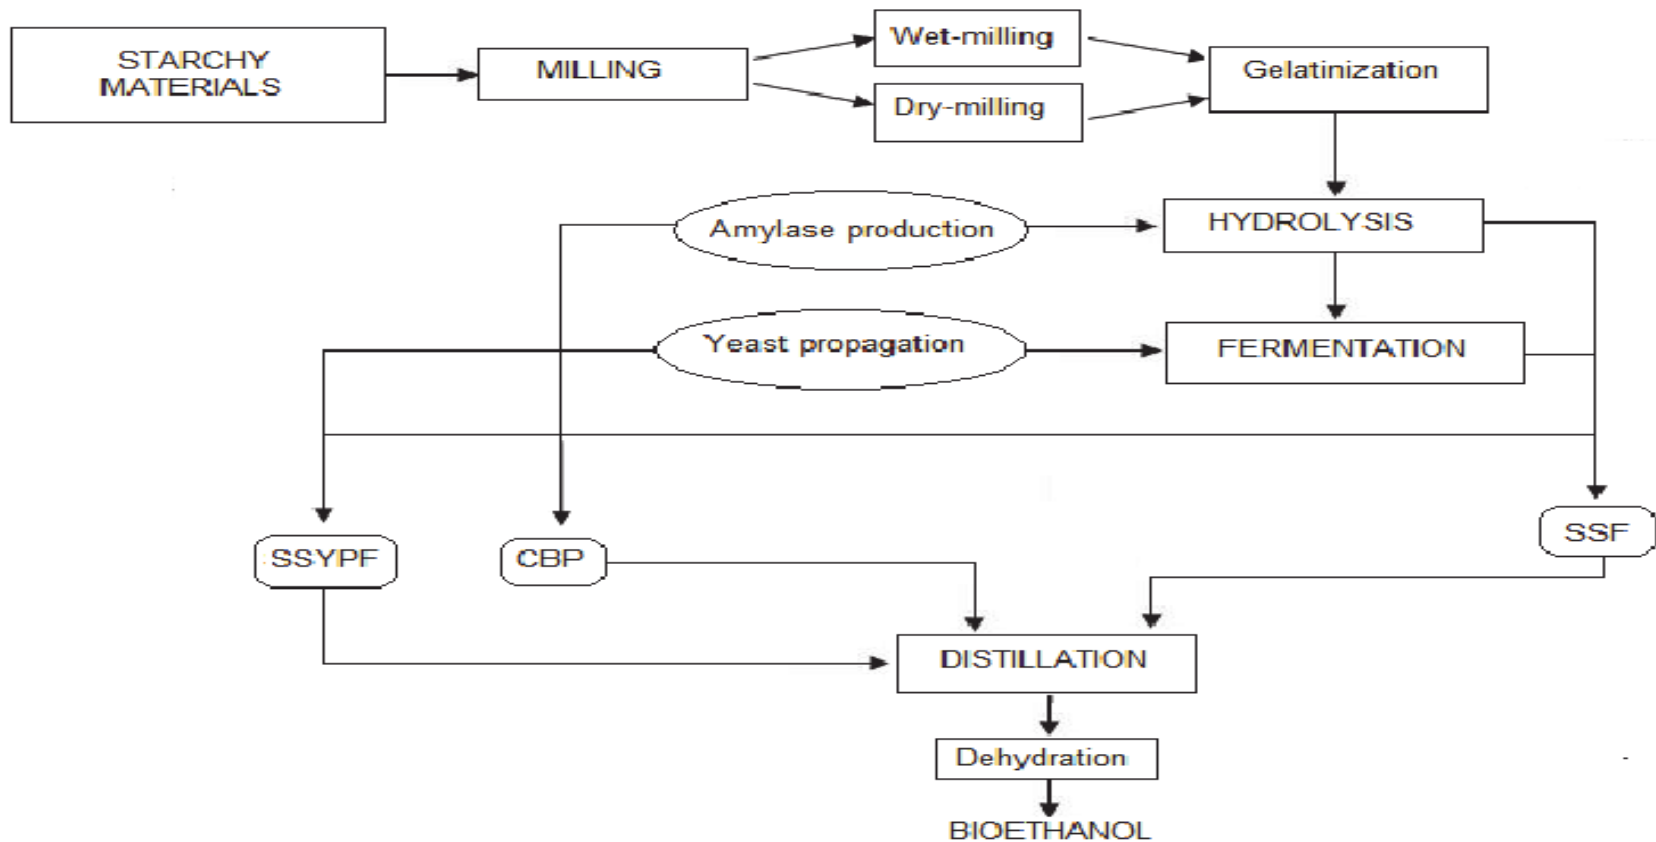 STARCHY
MATERIALS
MILLING
Wet-milling
Dry-milling
Gelatinization
Amylase production
HYDROLYSIS
Yeast propagation
FERMENTATION
SSYPF
CBP
SSF
DISTILLATION
Dehydration
BIOETHANOL